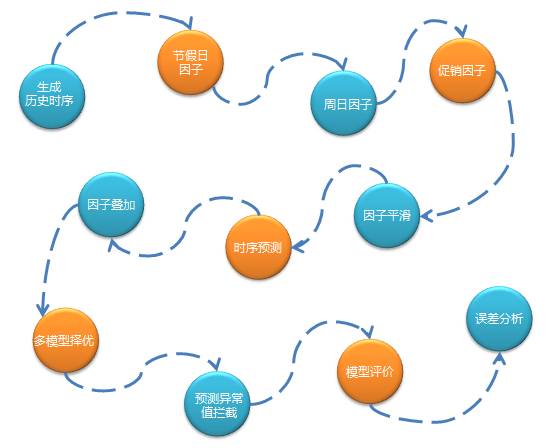 生成
历史时序
节假日
因子
周日因子
促销因子
因子平滑
时序预测
因子叠加
多模型择优
预测异常
值拦截
模型评价
误差分析